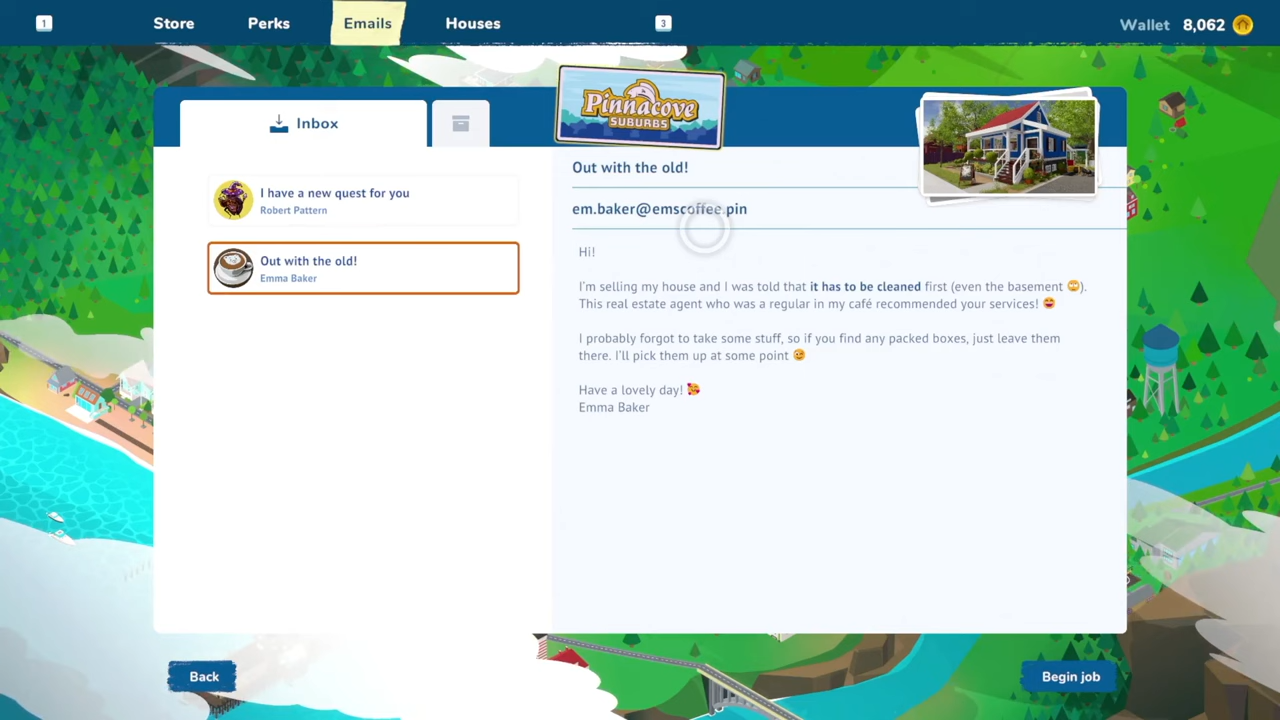 1
Store
Perks
Emails
Houses
3
Wallet 8,062
Inbox
Pinnacove
SUBURBS
I have a new quest for you
Robert Pattern
Out with the old!
Emma Baker
Out with the old!
em.baker@emscoffee.pin
Hi!
I'm selling my house and I was told that it has to be cleaned first (even the basement 🙄).
This real estate agent who was a regular in my café recommended your services! 😍
I probably forgot to take some stuff, so if you find any packed boxes, just leave them
there. I'll pick them up at some point 😉
Have a lovely day! 🥰
Emma Baker
Back
Begin job